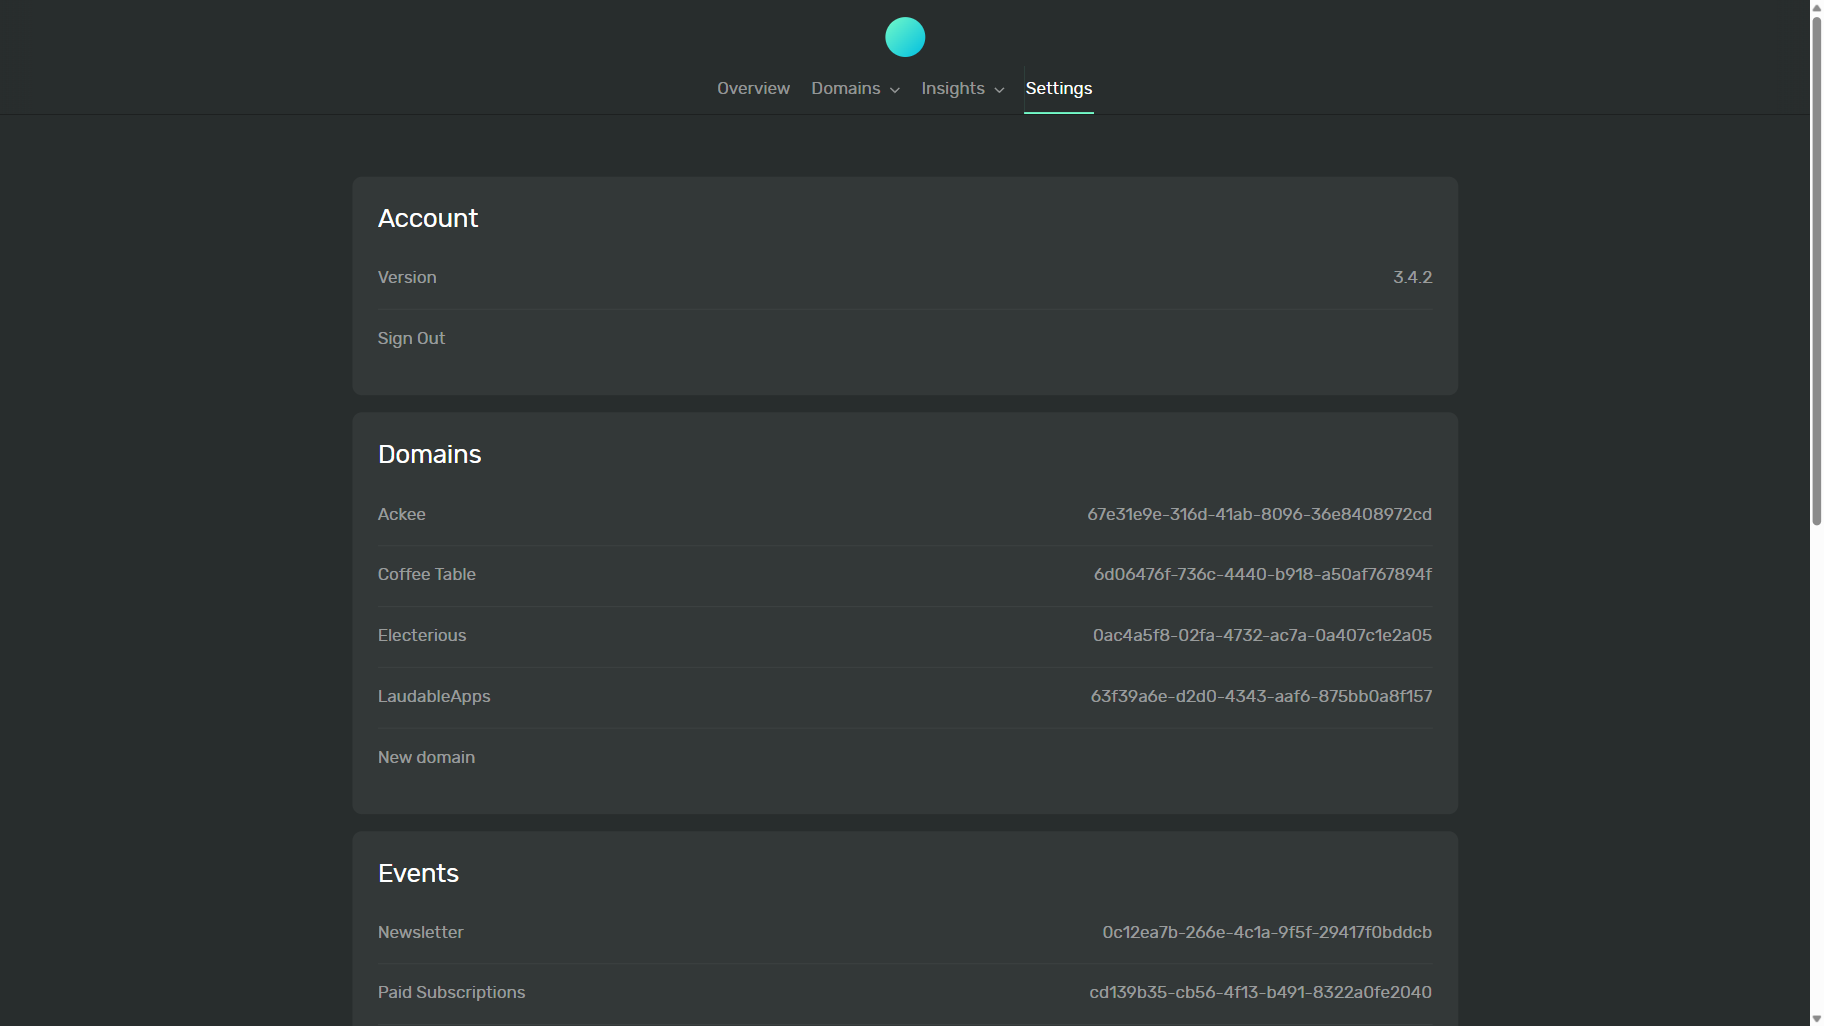 Overview Domains Insights Settings
Account
Version 3.4.2
Sign Out
Domains
Ackee 67e31e9e-316d-41ab-8096-36e8408972cd
Coffee Table 6d06476f-736c-4440-b918-a50af767894f
Electerious 0ac4a5f8-02fa-4732-ac7a-0a407c1e2a05
LaudableApps 63f39a6e-d2d0-4343-aaf6-875bb0a8f157
New domain
Events
Newsletter 0c12ea7b-266e-4c1a-9f5f-29417f0bddcb
Paid Subscriptions cd139b35-cb56-4f13-b491-8322a0fe2040